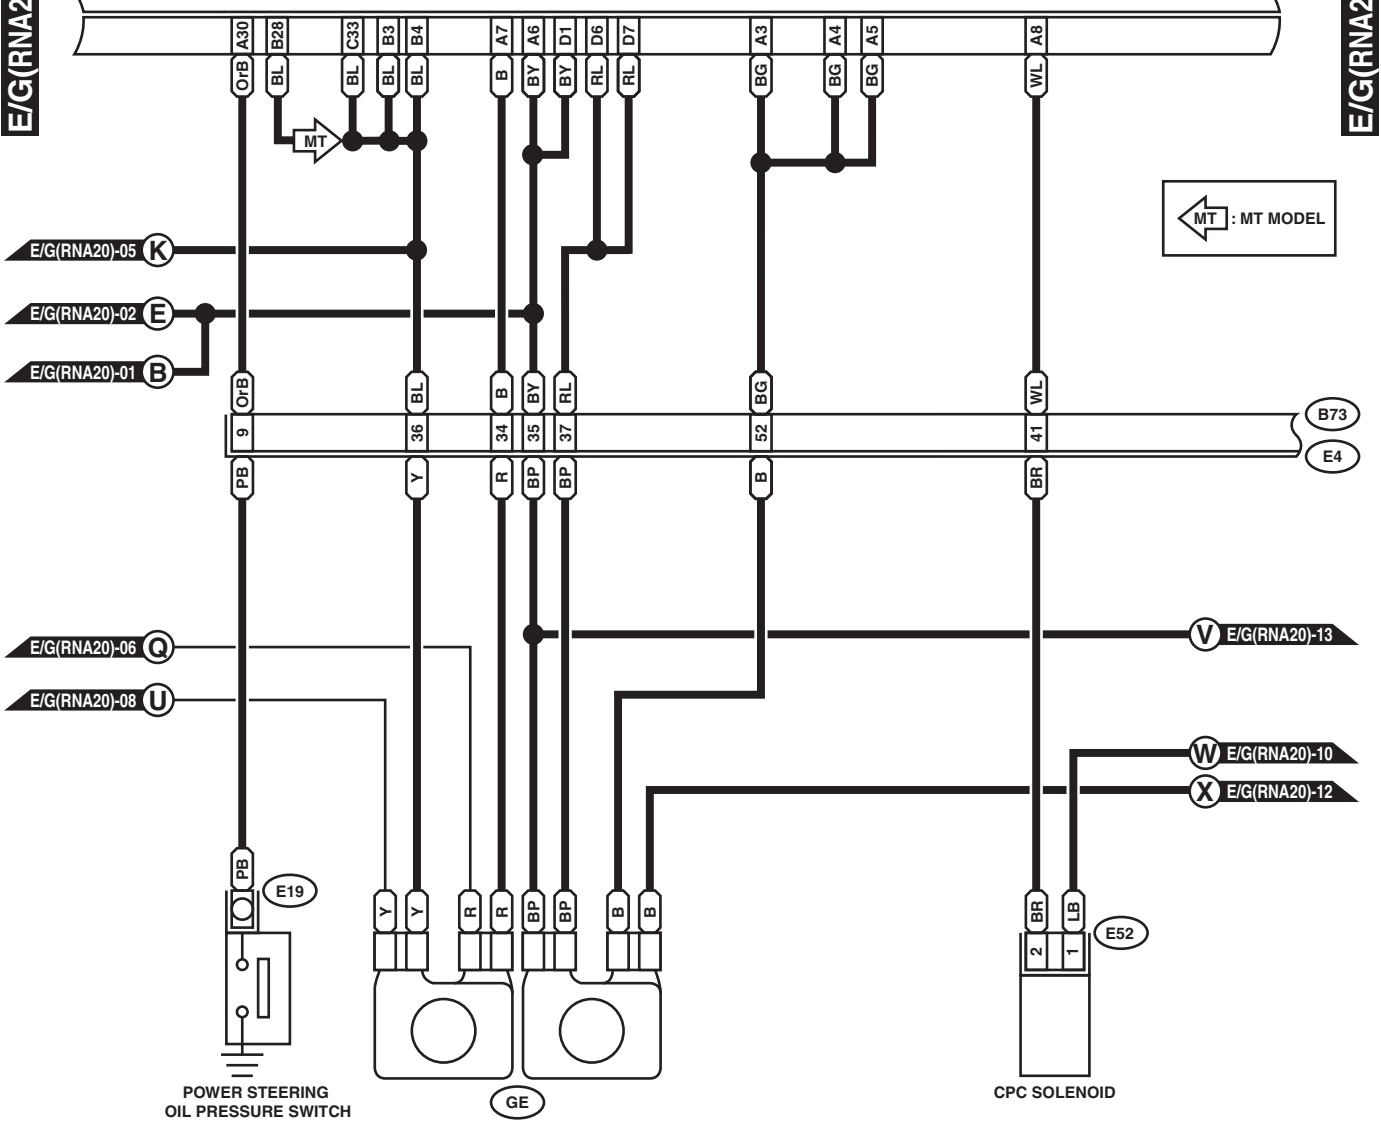 E/G(RNA2
E/G(RNA2
A30 B28 C33 B3 B4 A7 A6 D1 D6 D7 A3 A4 A5 A8
OrB BL BL BL BL B BY BY RL RL BG BG BG WL
MT
MT : MT MODEL
E/G(RNA20)-05 K
E/G(RNA20)-02 E
E/G(RNA20)-01 B
OrB BL B BY RL BG WL
9 36 34 35 37 52 41
B73
E4
PB Y R BP BP B BR
V E/G(RNA20)-13
E/G(RNA20)-06 Q
E/G(RNA20)-08 U
W E/G(RNA20)-10
X E/G(RNA20)-12
PB
E19
Y Y R R BP BP B B BR LB
E52
2 1
POWER STEERING
OIL PRESSURE SWITCH
GE
CPC SOLENOID